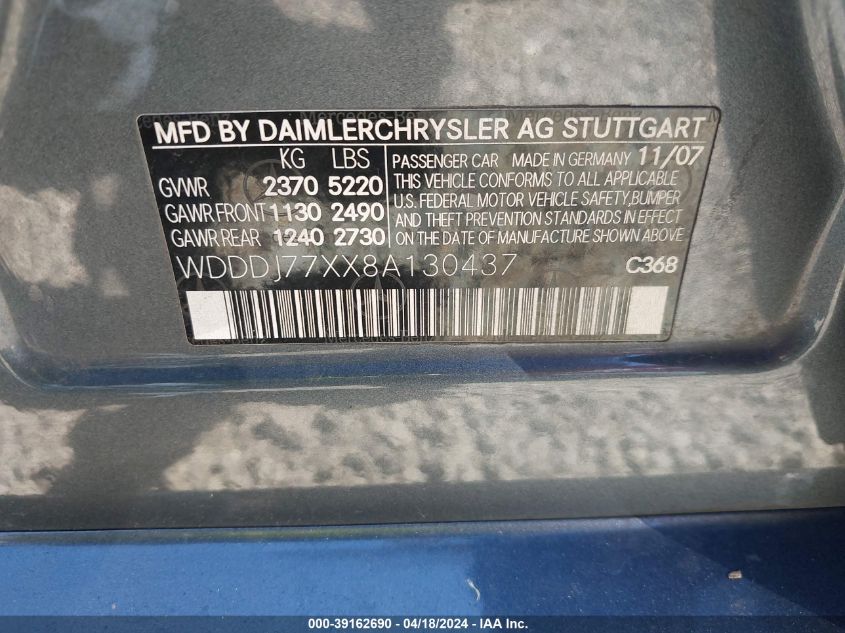 MFD BY DAIMLERCHRYSLER AG STUTTGART
KG LBS
GVWR 2370 5220
GAWR FRONT 1130 2490
GAWR REAR 1240 2730
PASSENGER CAR MADE IN GERMANY 11/07
THIS VEHICLE CONFORMS TO ALL APPLICABLE
U.S. FEDERAL MOTOR VEHICLE SAFETY,BUMPER
AND THEFT PREVENTION STANDARDS IN EFFECT
ON THE DATE OF MANUFACTURE SHOWN ABOVE.
WDDDJ77XX8A130437 C368
000-39162690 - 04/18/2024 - IAAI.com